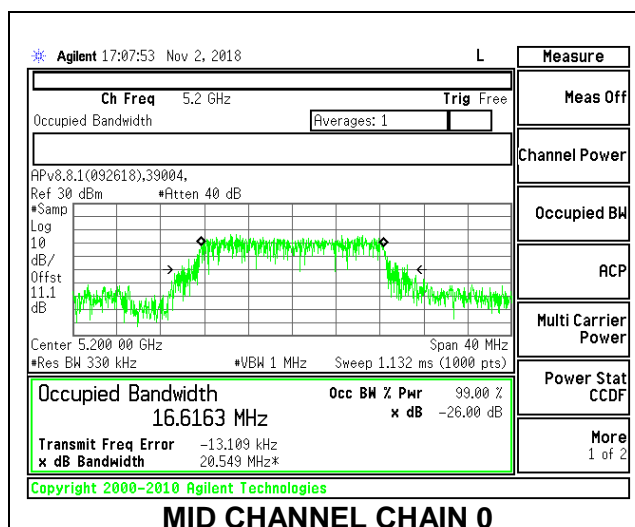 Agilent 17:07:53 Nov 2, 2018 L
Measure
Ch Freq 5.2 GHz Trig Free
Meas Off
Occupied Bandwidth Averages: 1
Channel Power
APv8.8.1(092618),39004,
Ref 30 dBm #Atten 40 dB
Occupied BW
#Samp
Log
10
dB/
Offst
11.1
dB
ACP
Multi Carrier
Power
Center 5.200 00 GHz Span 40 MHz
#Res BW 330 kHz #VBW 1 MHz Sweep 1.132 ms (1000 pts)
Power Stat
CCDF
Occupied Bandwidth Occ BW % Pwr 99.00 %
16.6163 MHz x dB -26.00 dB
Transmit Freq Error -13.109 kHz
x dB Bandwidth 20.549 MHz*
More
1 of 2
Copyright 2000-2010 Agilent Technologies
MID CHANNEL CHAIN 0